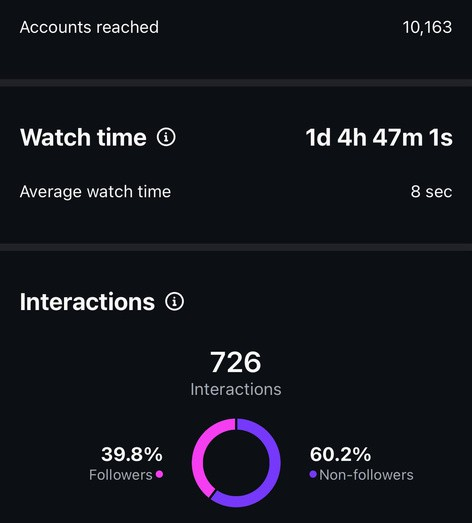 Accounts reached 10,163
Watch time 1d 4h 47m 1s
Average watch time 8 sec
Interactions
726
Interactions
39.8% 60.2%
Followers Non-followers